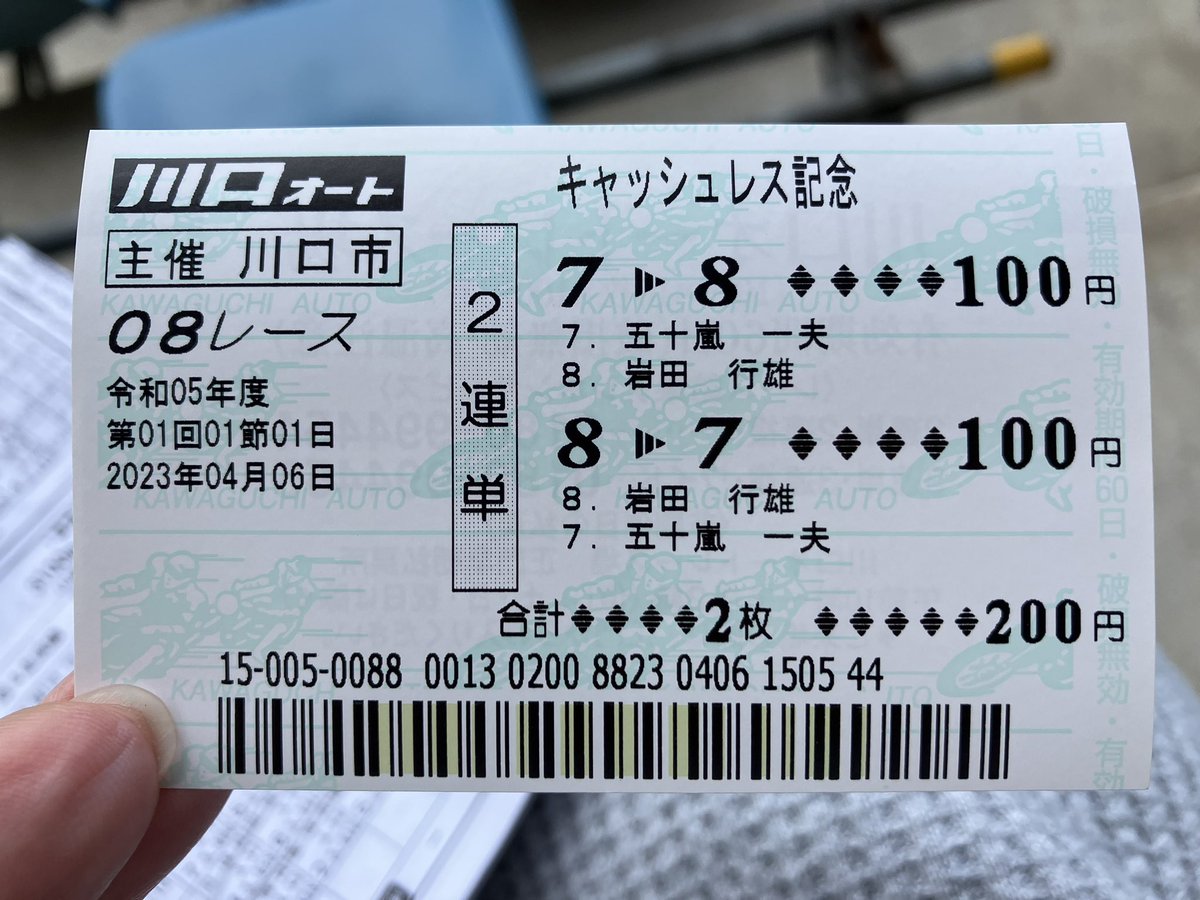 川口オート
キャッシュレス記念
主催 川口市
08レース
令和05年度
第01回01節01日
2023年04月06日
2連単
7 ▶ 8 ◆◆◆◆100円
7. 五十嵐 一夫
8. 岩田 行雄
8 ▶ 7 ◆◆◆◆100円
8. 岩田 行雄
7. 五十嵐 一夫
合計◆◆◆◆2枚 ◆◆◆◆◆200円
15-005-0088 0013 0200 8823 0406 1505 44
KAWAGUCHI AUTO
日・破損無効・有効期60日・破損無効・有効